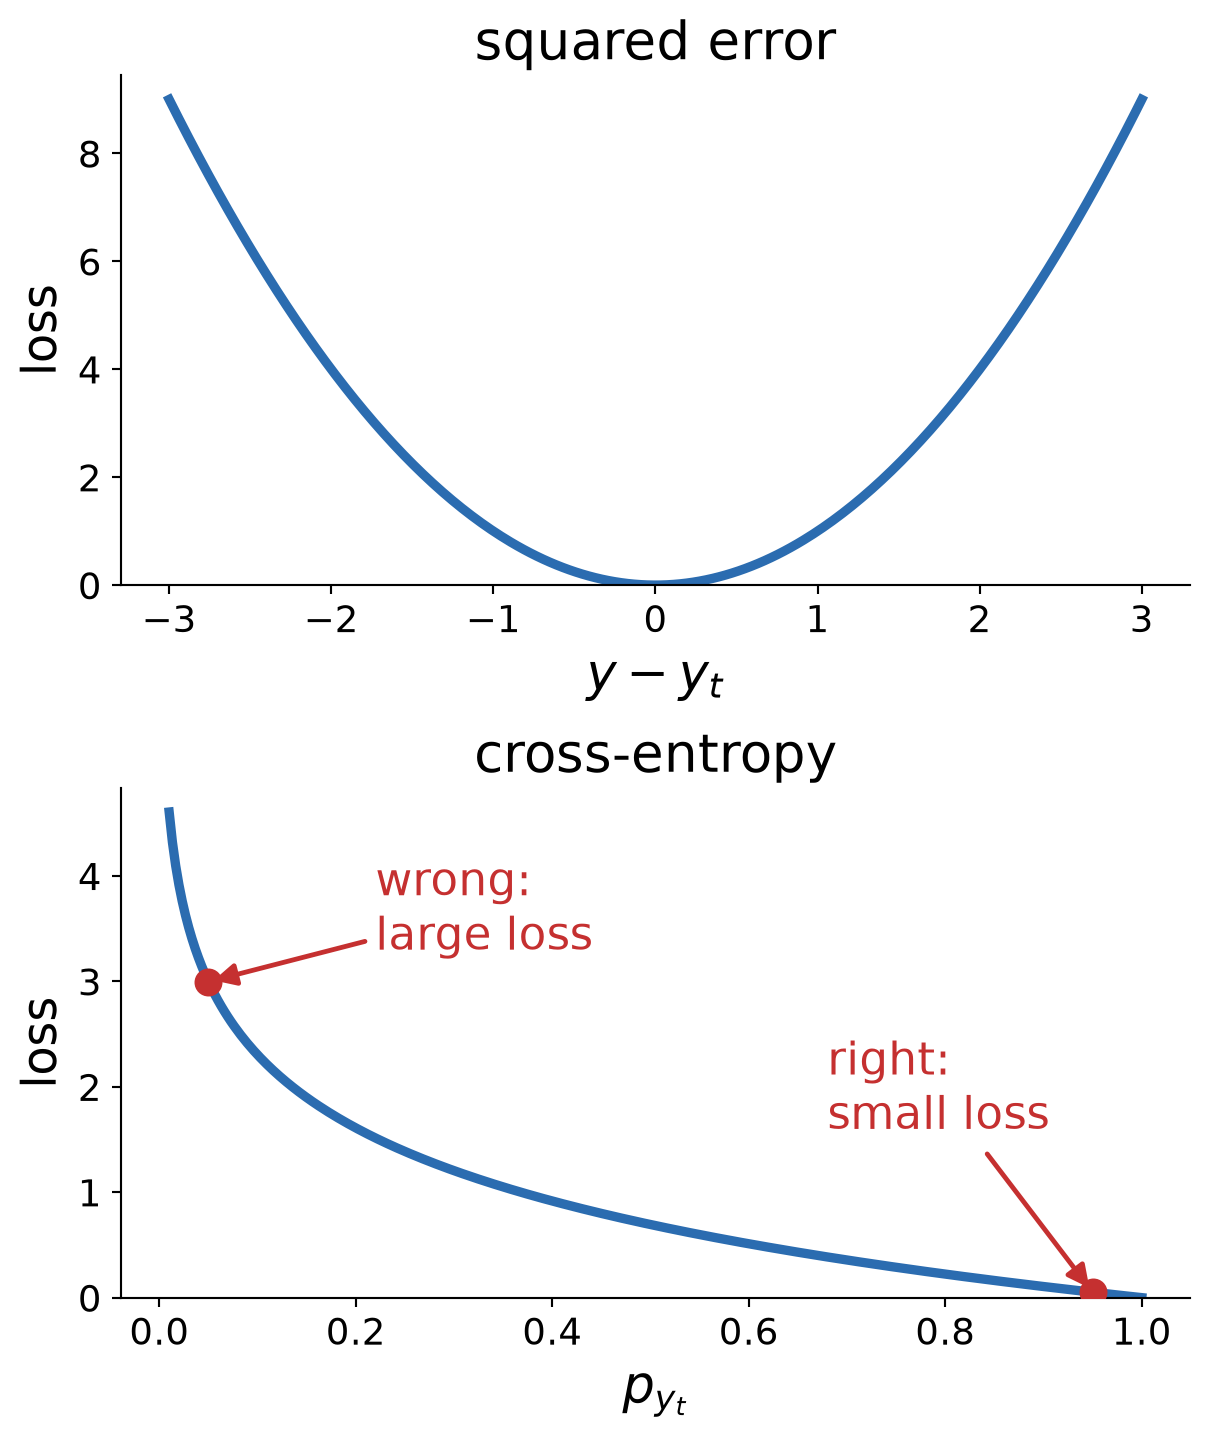 squared error
8
6
4
2
0
loss
−3 −2 −1 0 1 2 3
y − yₜ
cross-entropy
4
3
2
1
0
loss
wrong:
large loss
right:
small loss
0.0 0.2 0.4 0.6 0.8 1.0
p_{y_t}